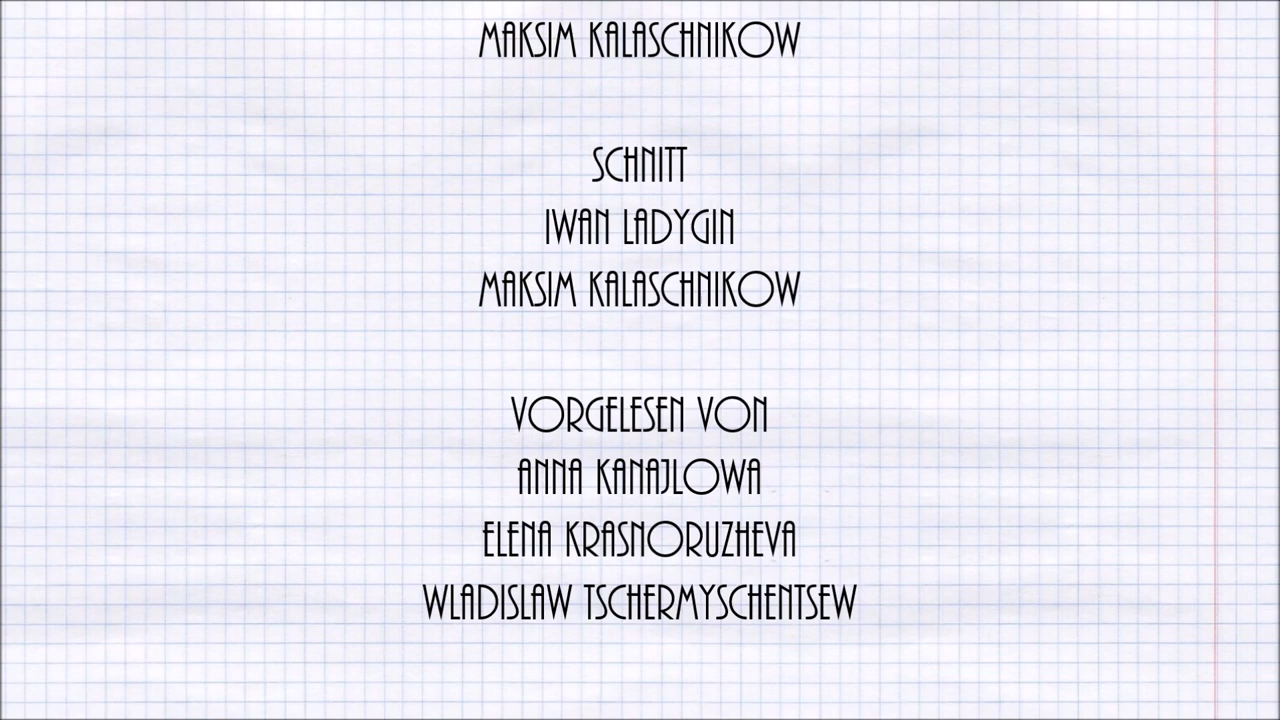 MAKSIM KALASCHNIKOW
SCHNITT
IWAN LADYGIN
MAKSIM KALASCHNIKOW
VORGELESEN VON
ANNA KANAJLOWA
ELENA KRASNORUZHEVA
WLADISLAW TSCHERMYSCHENTSEW